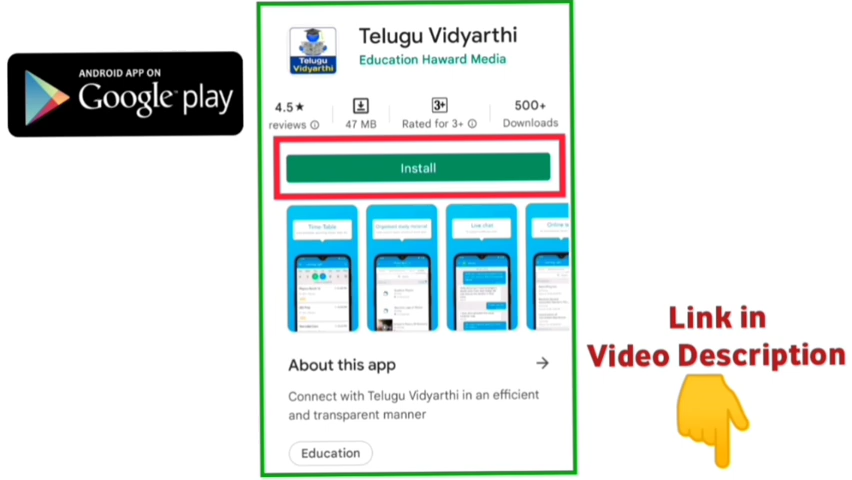 ANDROID APP ON
Google play
Telugu
Vidyarthi
Telugu Vidyarthi
Education Haward Media
4.5★
reviews
47 MB
3+
Rated for 3+
500+
Downloads
Install
Time Table
Live chat
Link in
Video Description
About this app
Connect with Telugu Vidyarthi in an efficient
and transparent manner
Education